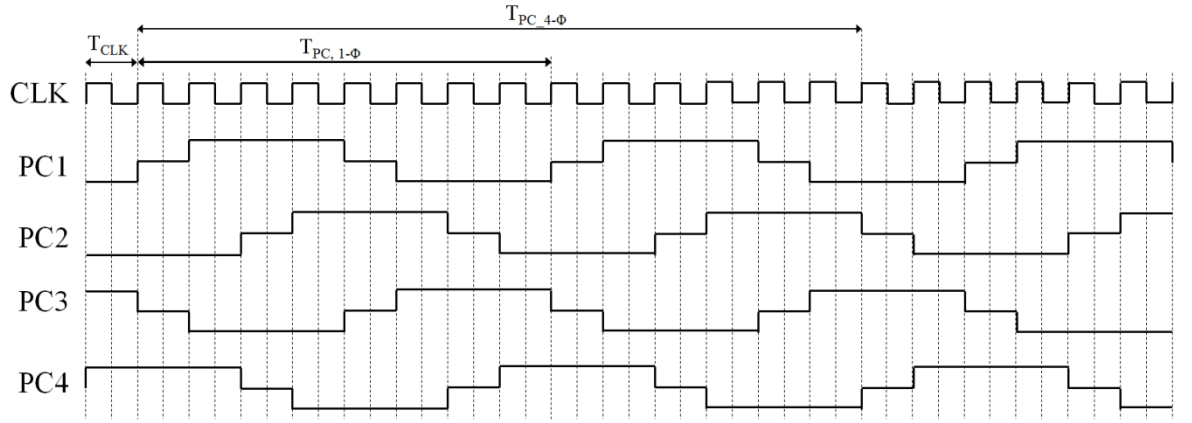 T_PC_4-Φ
T_CLK
T_PC, 1-Φ
CLK
PC1
PC2
PC3
PC4